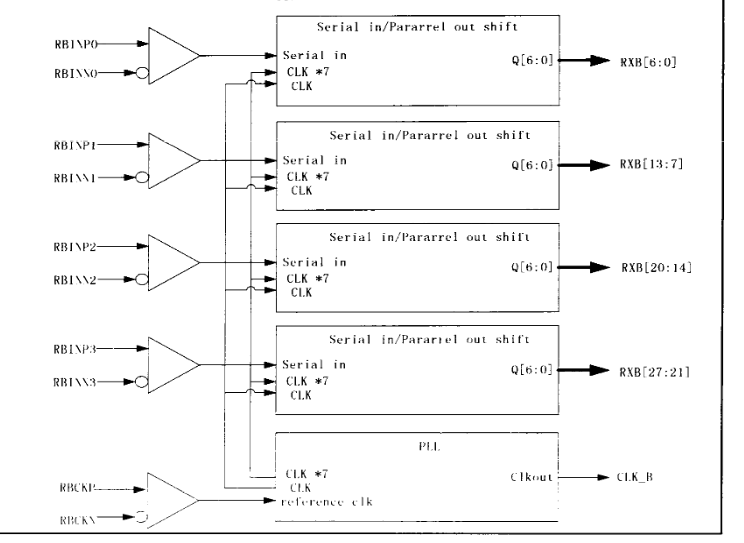 Serial in/Pararrel out shift
RBINP0
RBINN0
Serial in
CLK *7
CLK
Q[6:0]
RXB[6:0]
Serial in/Pararrel out shift
RBINP1
RBINN1
Serial in
CLK *7
CLK
Q[6:0]
RXB[13:7]
Serial in/Pararrel out shift
RBINP2
RBINN2
Serial in
CLK *7
CLK
Q[6:0]
RXB[20:14]
Serial in/Pararrel out shift
RBINP3
RBINN3
Serial in
CLK *7
CLK
Q[6:0]
RXB[27:21]
PLL
CLK *7
CLK
reference clk
Clkout
CLK_B
RBCKP
RBCKN